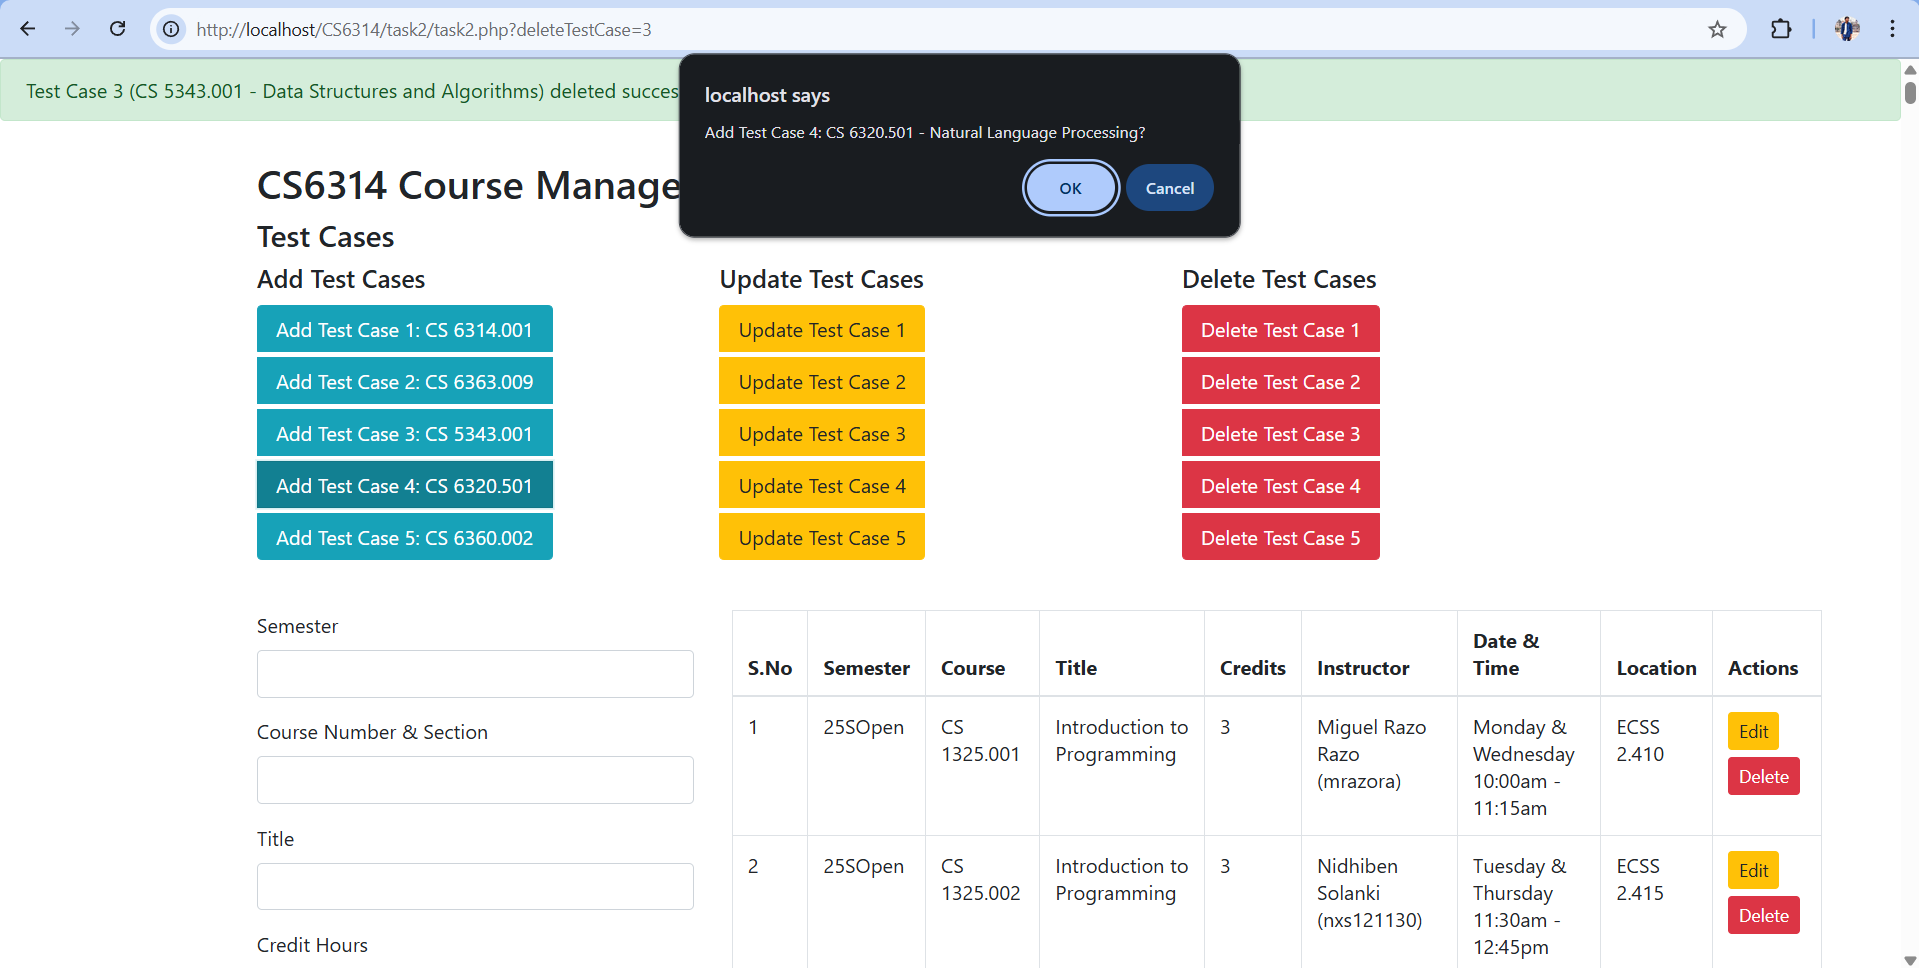 http://localhost/CS6314/task2/task2.php?deleteTestCase=3
Test Case 3 (CS 5343.001 - Data Structures and Algorithms) deleted
localhost says
Add Test Case 4: CS 6320.501 - Natural Language Processing?
OK
Cancel
CS6314 Course
Test Cases
Add Test Cases
Update Test Cases
Delete Test Cases
Add Test Case 1: CS 6314.001
Update Test Case 1
Delete Test Case 1
Add Test Case 2: CS 6363.009
Update Test Case 2
Delete Test Case 2
Add Test Case 3: CS 5343.001
Update Test Case 3
Delete Test Case 3
Add Test Case 4: CS 6320.501
Update Test Case 4
Delete Test Case 4
Add Test Case 5: CS 6360.002
Update Test Case 5
Delete Test Case 5
Semester
Course Number & Section
Title
Credit Hours
S.No
Semester
Course
Title
Credits
Instructor
Date &
Time
Location
Actions
1
25SOpen
CS
1325.001
Introduction to
Programming
3
Miguel Razo
Razo
(mrazora)
Monday &
Wednesday
10:00am -
11:15am
ECSS
2.410
Edit
Delete
2
25SOpen
CS
1325.002
Introduction to
Programming
3
Nidhiben
Solanki
(nxs121130)
Tuesday &
Thursday
11:30am -
12:45pm
ECSS
2.415
Edit
Delete